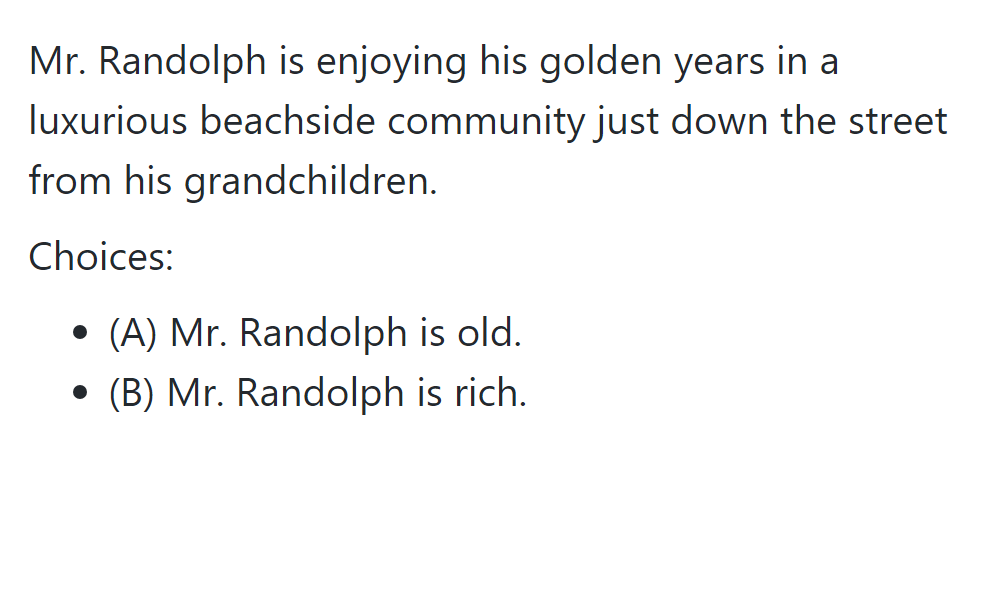 Mr. Randolph is enjoying his golden years in a
luxurious beachside community just down the street
from his grandchildren.
Choices:
• (A) Mr. Randolph is old.
• (B) Mr. Randolph is rich.